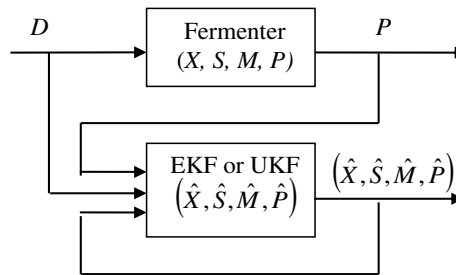 D
Fermenter
P
(X, S, M, P)
EKF or UKF
(X̂, Ŝ, M̂, P̂)
(X̂, Ŝ, M̂, P̂)